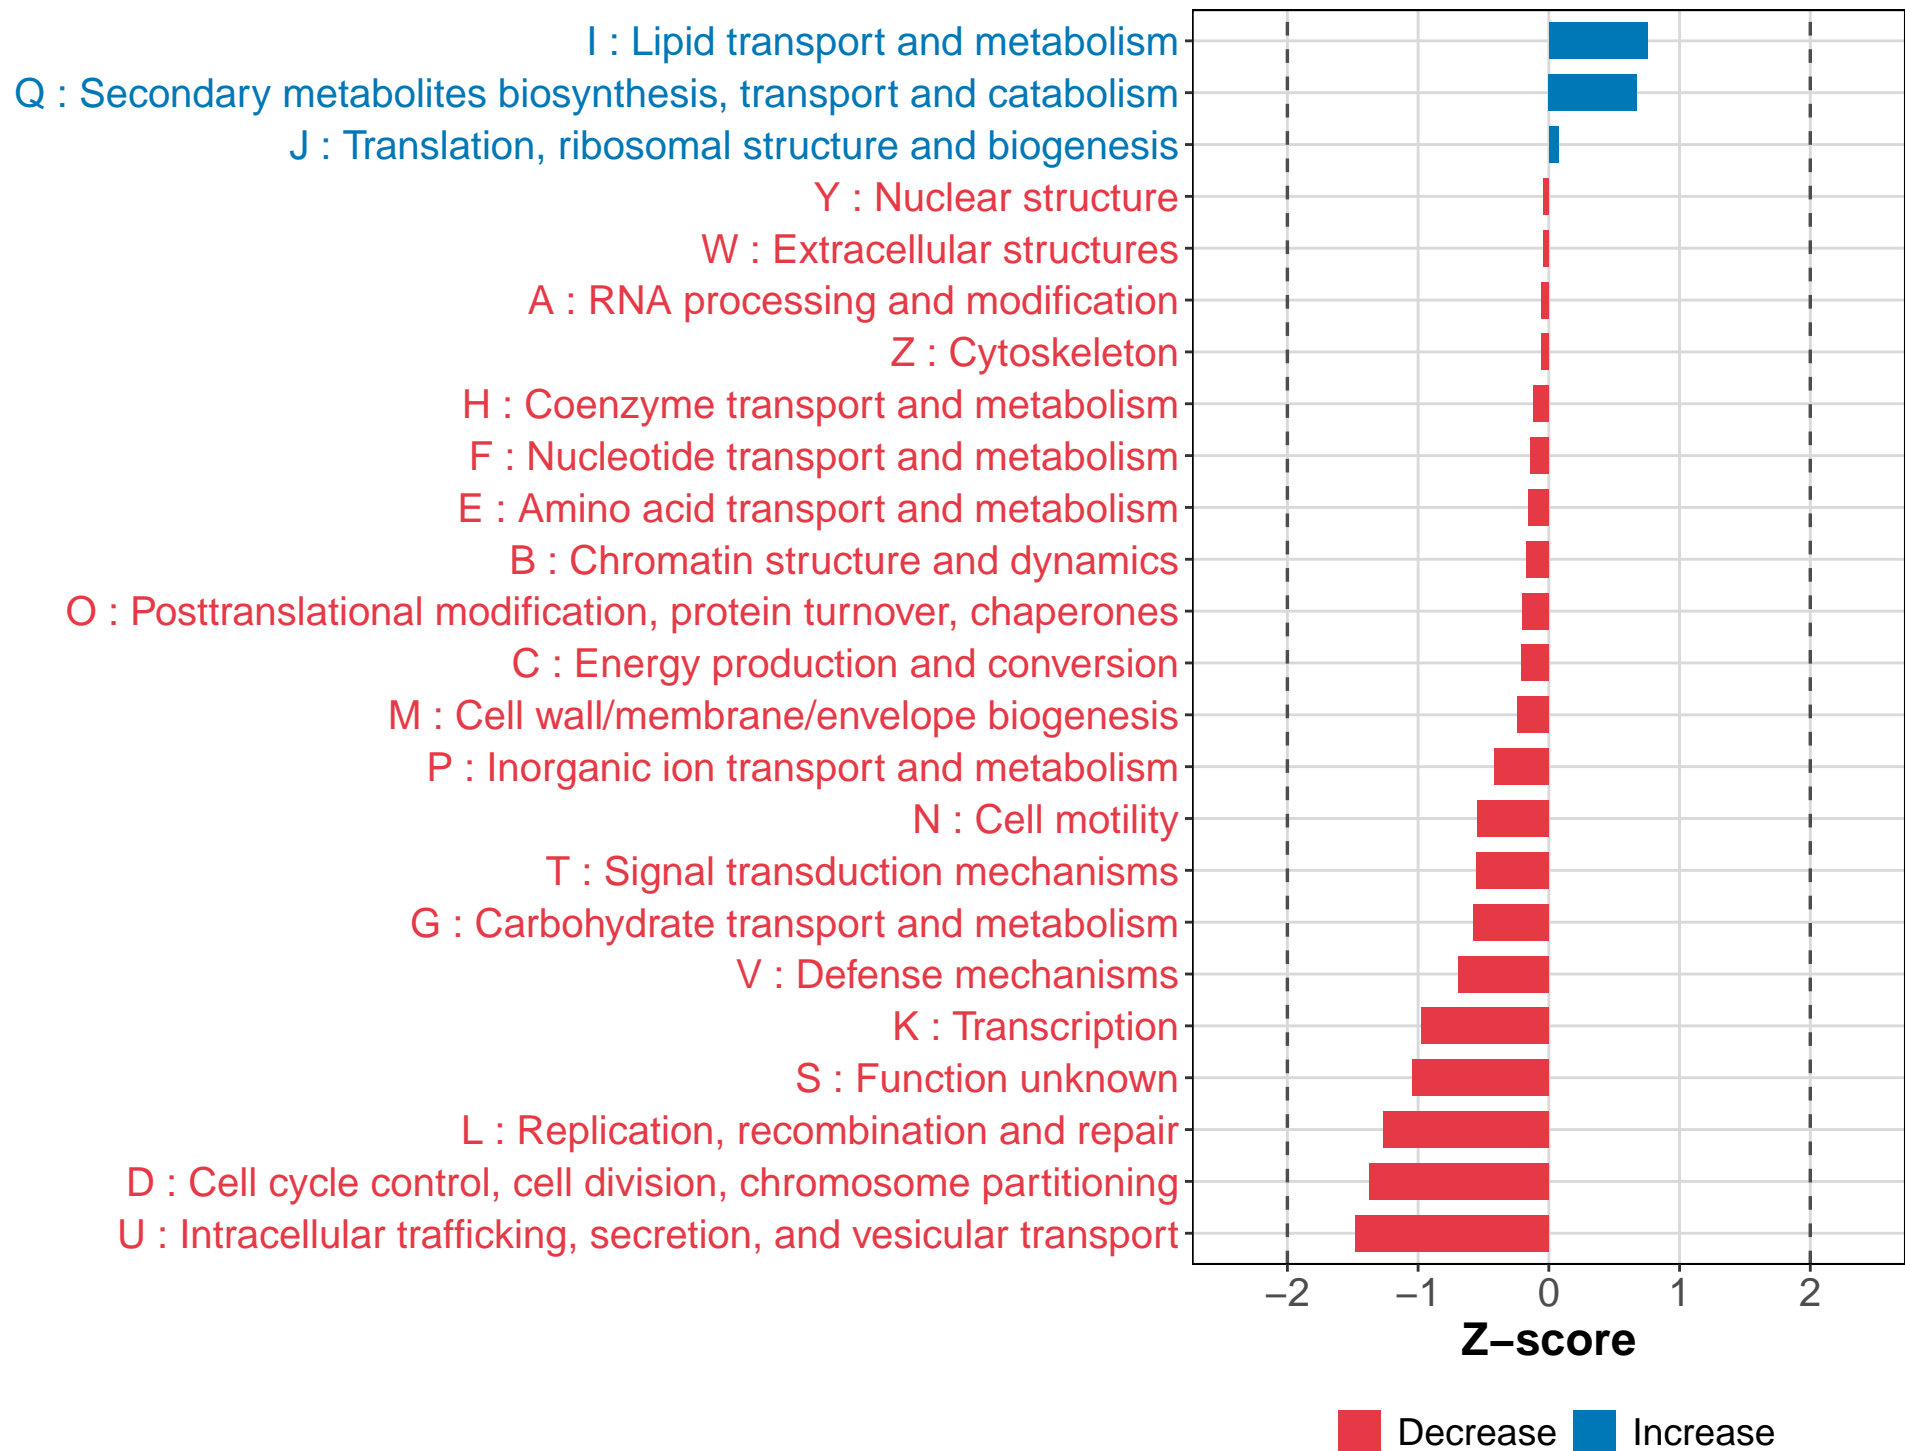 I : Lipid transport and metabolism
Q : Secondary metabolites biosynthesis, transport and catabolism
J : Translation, ribosomal structure and biogenesis
Y : Nuclear structure
W : Extracellular structures
A : RNA processing and modification
Z : Cytoskeleton
H : Coenzyme transport and metabolism
F : Nucleotide transport and metabolism
E : Amino acid transport and metabolism
B : Chromatin structure and dynamics
O : Posttranslational modification, protein turnover, chaperones
C : Energy production and conversion
M : Cell wall/membrane/envelope biogenesis
P : Inorganic ion transport and metabolism
N : Cell motility
T : Signal transduction mechanisms
G : Carbohydrate transport and metabolism
V : Defense mechanisms
K : Transcription
S : Function unknown
L : Replication, recombination and repair
D : Cell cycle control, cell division, chromosome partitioning
U : Intracellular trafficking, secretion, and vesicular transport
−2 −1 0 1 2
Z−score
Decrease Increase